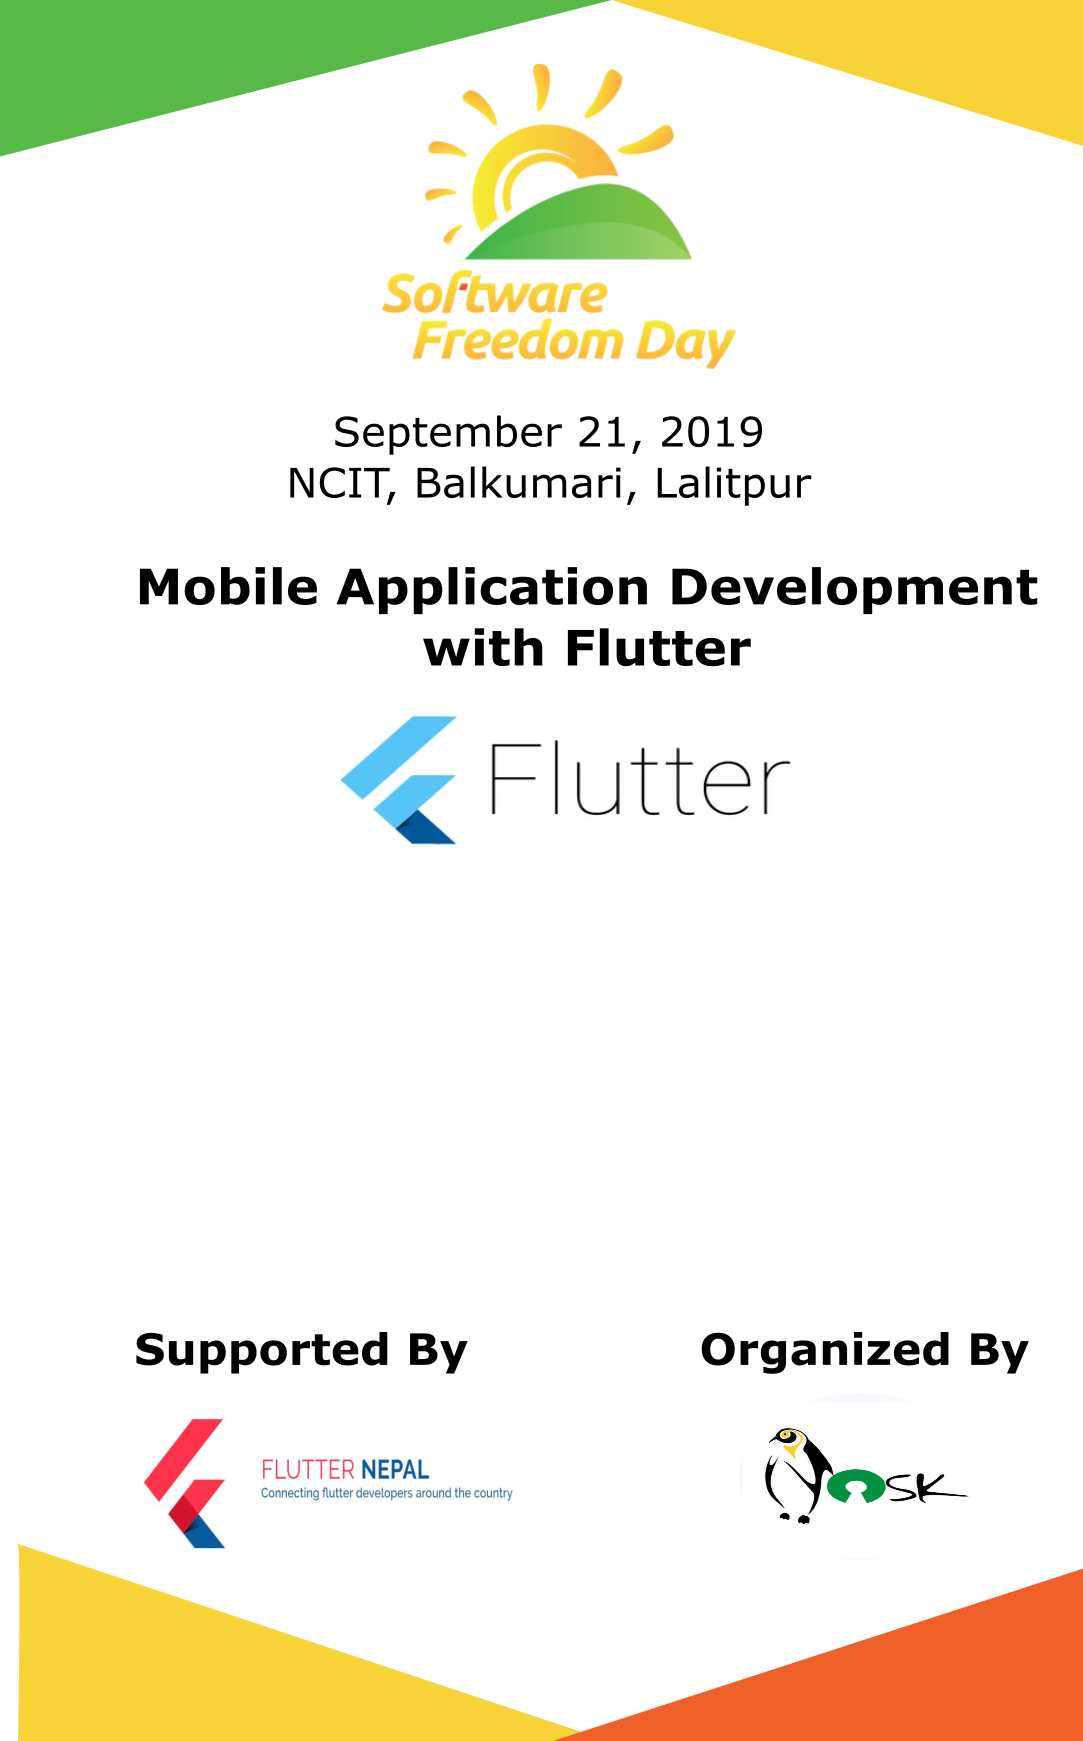 Software
Freedom Day
September 21, 2019
NCIT, Balkumari, Lalitpur
Mobile Application Development
with Flutter
Flutter
Supported By
Organized By
FLUTTER NEPAL
Connecting flutter developers around the country
NOSK